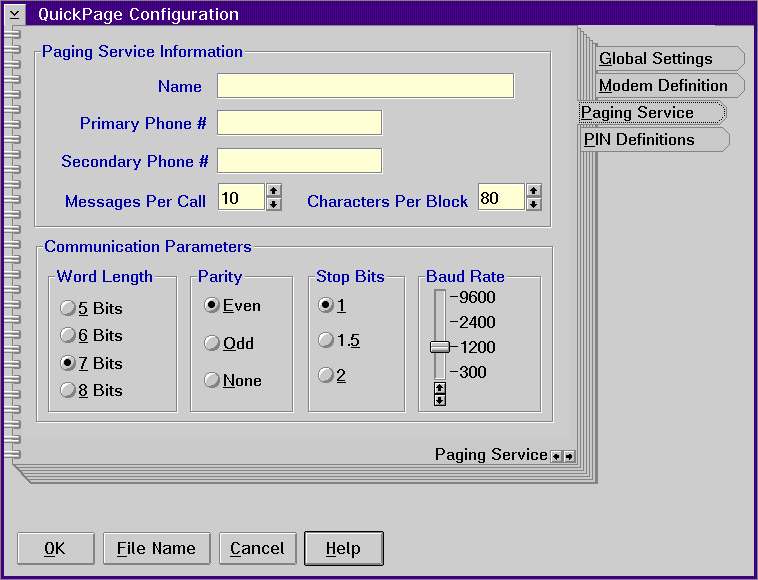 QuickPage Configuration
Paging Service Information
Name
Primary Phone #
Secondary Phone #
Messages Per Call 10 Characters Per Block 80
Global Settings
Modem Definition
Paging Service
PIN Definitions
Communication Parameters
Word Length
5 Bits
6 Bits
7 Bits
8 Bits
Parity
Even
Odd
None
Stop Bits
1
1.5
2
Baud Rate
-9600
-2400
-1200
-300
Paging Service
OK File Name Cancel Help